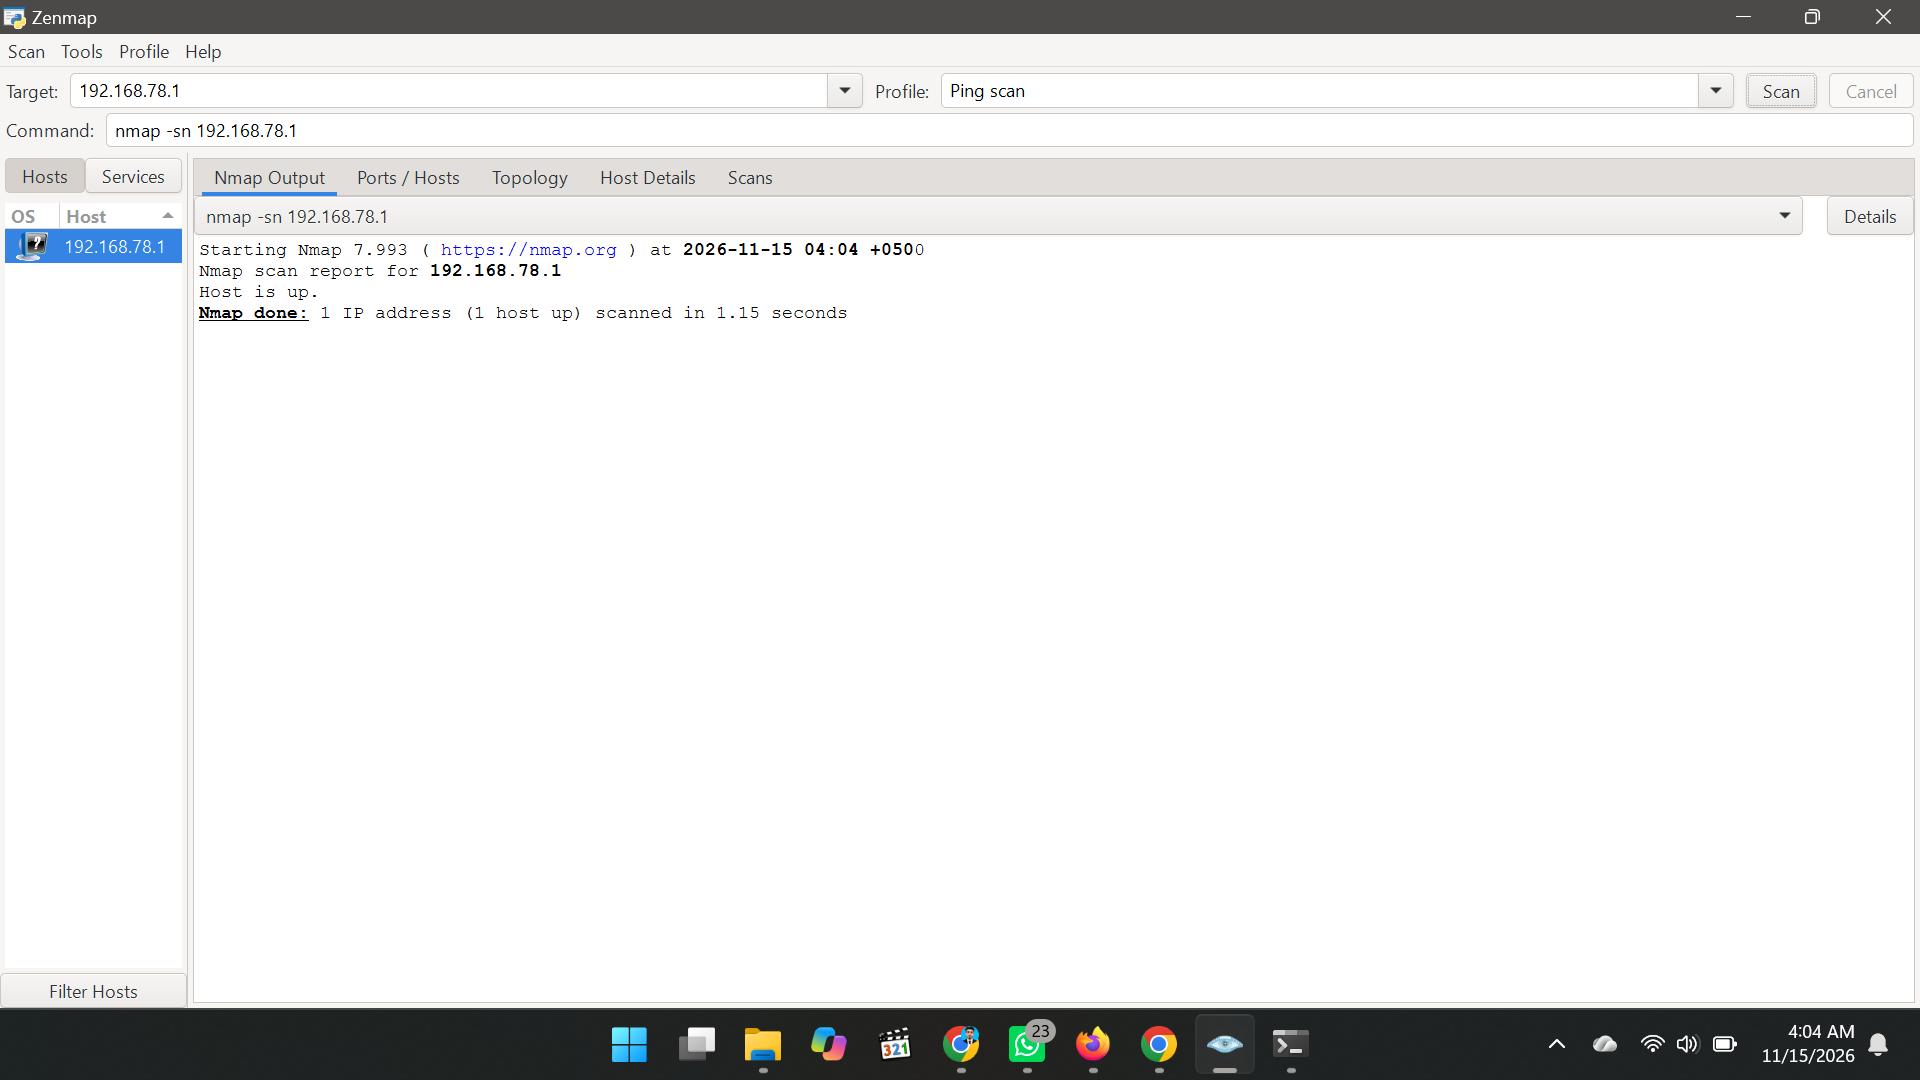 Zenmap
Scan Tools Profile Help
Target: 192.168.78.1 Profile: Ping scan Scan Cancel
Command: nmap -sn 192.168.78.1
Hosts Services Nmap Output Ports / Hosts Topology Host Details Scans
OS Host nmap -sn 192.168.78.1 Details
192.168.78.1
Starting Nmap 7.993 ( https://nmap.org ) at 2026-11-15 04:04 +0500
Nmap scan report for 192.168.78.1
Host is up.
Nmap done: 1 IP address (1 host up) scanned in 1.15 seconds
Filter Hosts
321
23
4:04 AM
11/15/2026